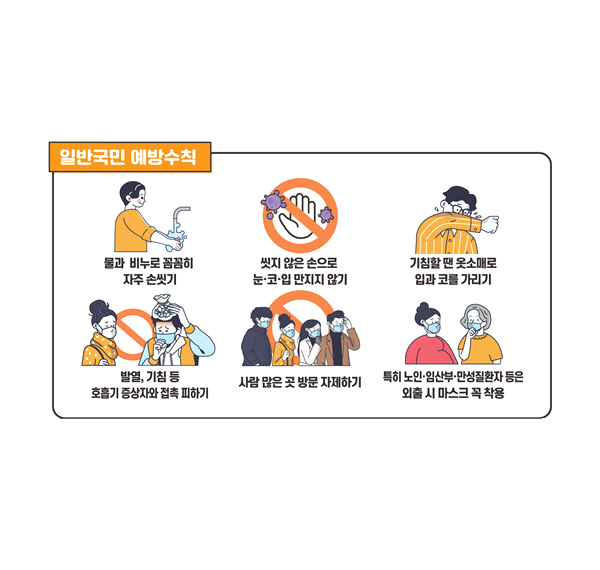 일반국민 예방수칙
물과 비누로 꼼꼼히
자주 손씻기
씻지 않은 손으로
눈·코·입 만지지 않기
기침할 땐 옷소매로
입과 코를 가리기
발열, 기침 등
호흡기 증상자와 접촉 피하기
사람 많은 곳 방문 자제하기
특히 노인·임산부·만성질환자 등은
외출 시 마스크 꼭 착용